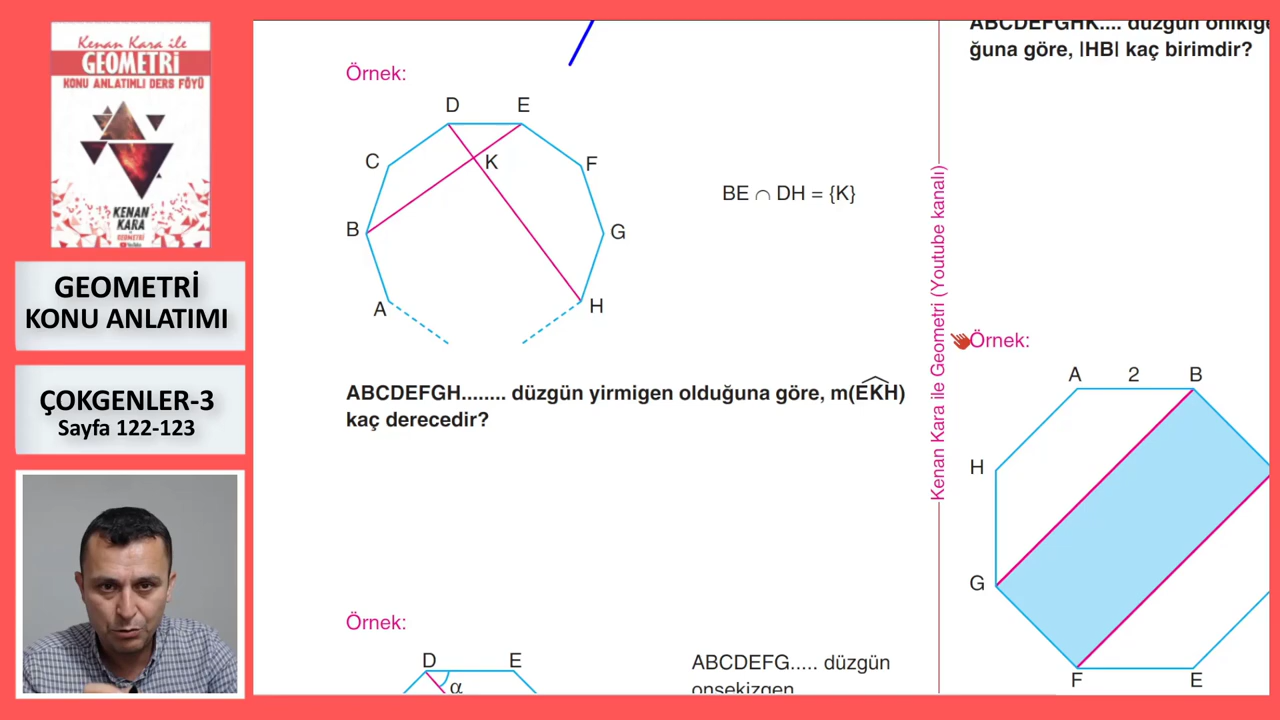 Kenan Kara ile
GEOMETRİ
KONU ANLATIMLI DERS FÖYÜ
KENAN
KARA
GEOMETRİ
YouTube
GEOMETRİ
KONU ANLATIMI
ÇOKGENLER-3
Sayfa 122-123
Örnek:
D
E
C
K
F
B
G
A
H
BE ∩ DH = {K}
ABCDEFGH........ düzgün yirmigen olduğuna göre, m(EKH)
kaç derecedir?
Örnek:
D
E
α
ABCDEFG..... düzgün
onsekizgen
Kenan Kara ile Geometri (Youtube kanalı)
ABCDEFGHK.... düzgün onikige
ğuna göre, |HB| kaç birimdir?
Örnek:
A
2
B
H
G
F
E